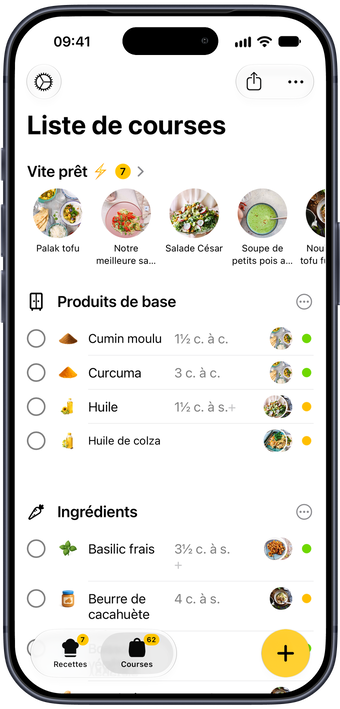 09:41
Liste de courses
Vite prêt ⚡ 7
Palak tofu
Notre
meilleure sa...
Salade César
Soupe de
petits pois a...
Nou
tofu f
Produits de base
Cumin moulu 1½ c. à c.
Curcuma 3 c. à c.
Huile 1½ c. à s.+
Huile de colza
Ingrédients
Basilic frais 3½ c. à s.
+
Beurre de 4 c. à s.
cacahuète
7
Recettes
62
Courses